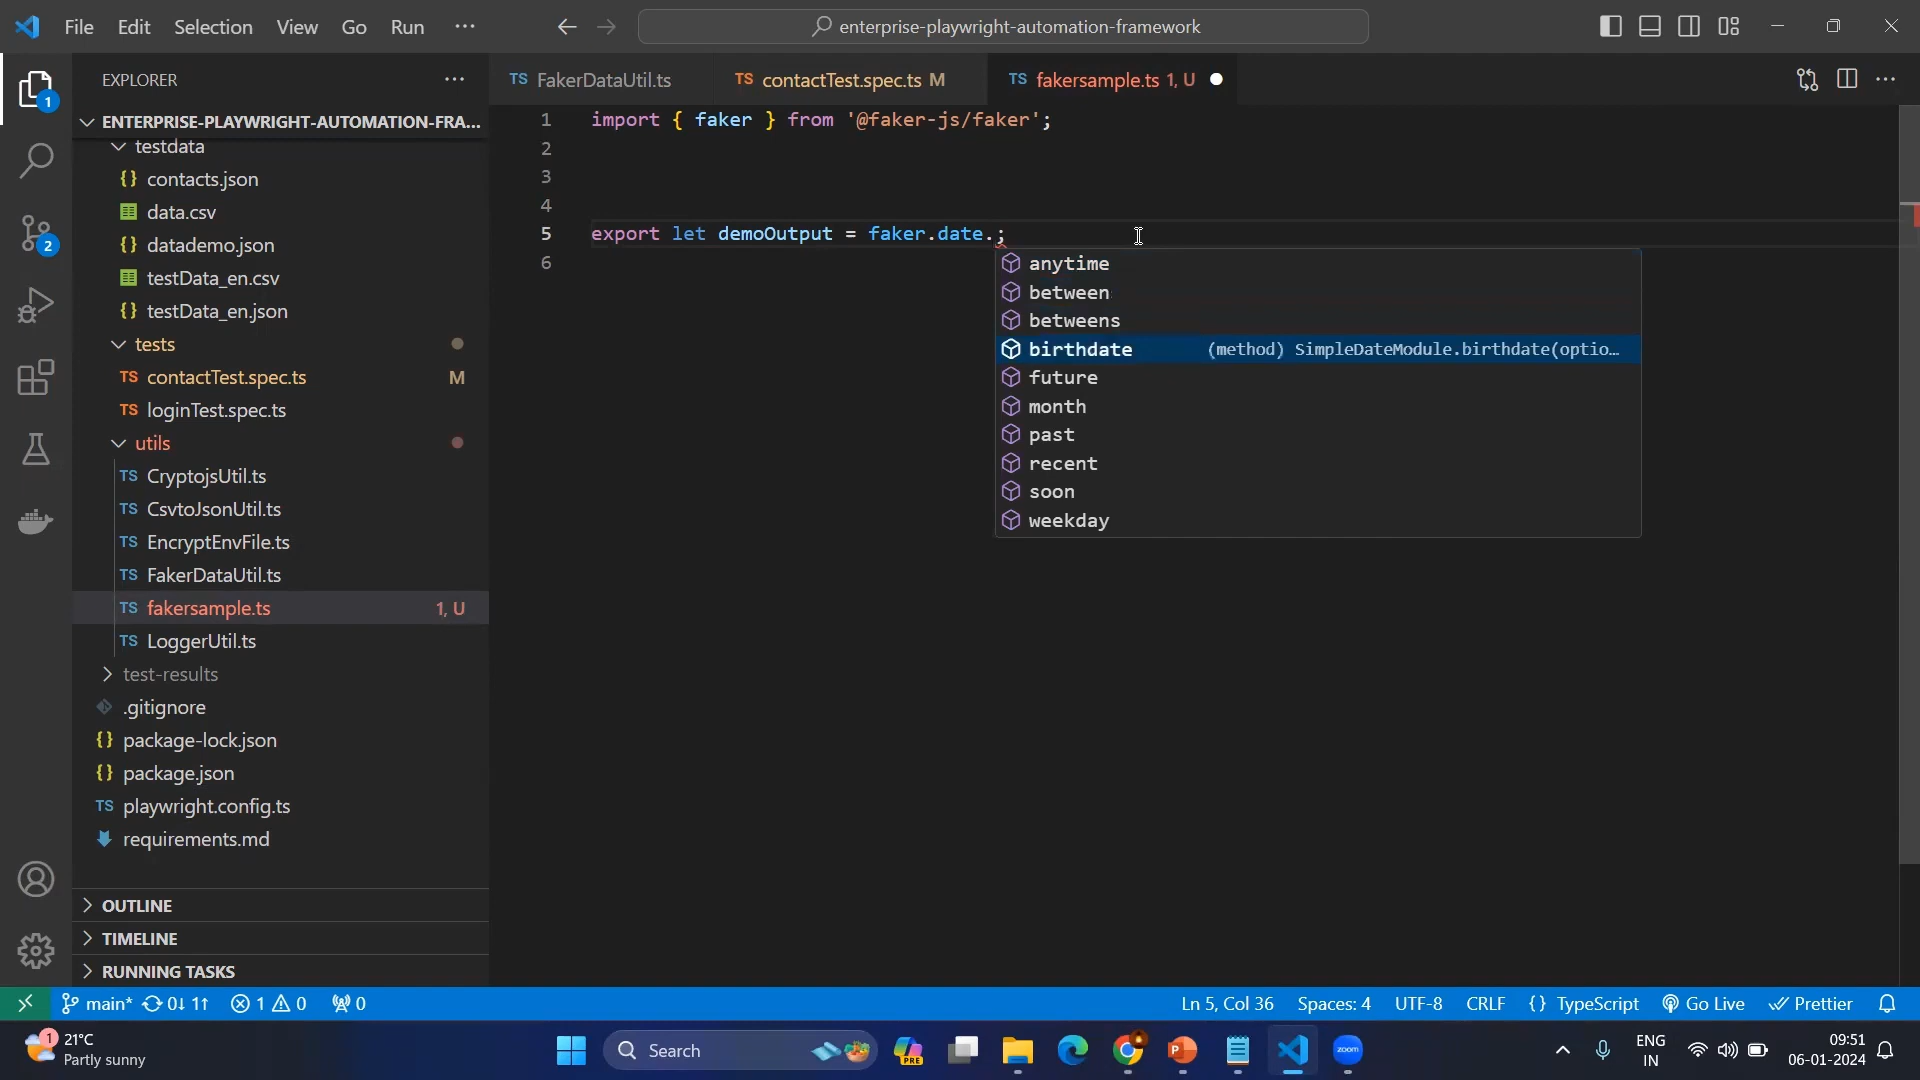 File Edit Selection View Go Run ···
enterprise-playwright-automation-framework
EXPLORER ···
ENTERPRISE-PLAYWRIGHT-AUTOMATION-FRA...
testdata
{} contacts.json
data.csv
{} datademo.json
testData_en.csv
{} testData_en.json
tests
TS contactTest.spec.ts M
TS loginTest.spec.ts
utils
TS CryptojsUtil.ts
TS CsvtoJsonUtil.ts
TS EncryptEnvFile.ts
TS FakerDataUtil.ts
TS fakersample.ts 1, U
TS LoggerUtil.ts
test-results
.gitignore
{} package-lock.json
{} package.json
TS playwright.config.ts
requirements.md
OUTLINE
TIMELINE
RUNNING TASKS
1
2
TS FakerDataUtil.ts
TS contactTest.spec.ts M
TS fakersample.ts 1, U
1 import { faker } from '@faker-js/faker';
2
3
4
5 export let demoOutput = faker.date.;
6
anytime
between
betweens
birthdate (method) SimpleDateModule.birthdate(optio…
future
month
past
recent
soon
weekday
main* 0↓ 1↑ 1 0 0
Ln 5, Col 36 Spaces: 4 UTF-8 CRLF {} TypeScript Go Live Prettier
1
21°C
Partly sunny
Search
PRE
zoom
ENG
IN
09:51
06-01-2024